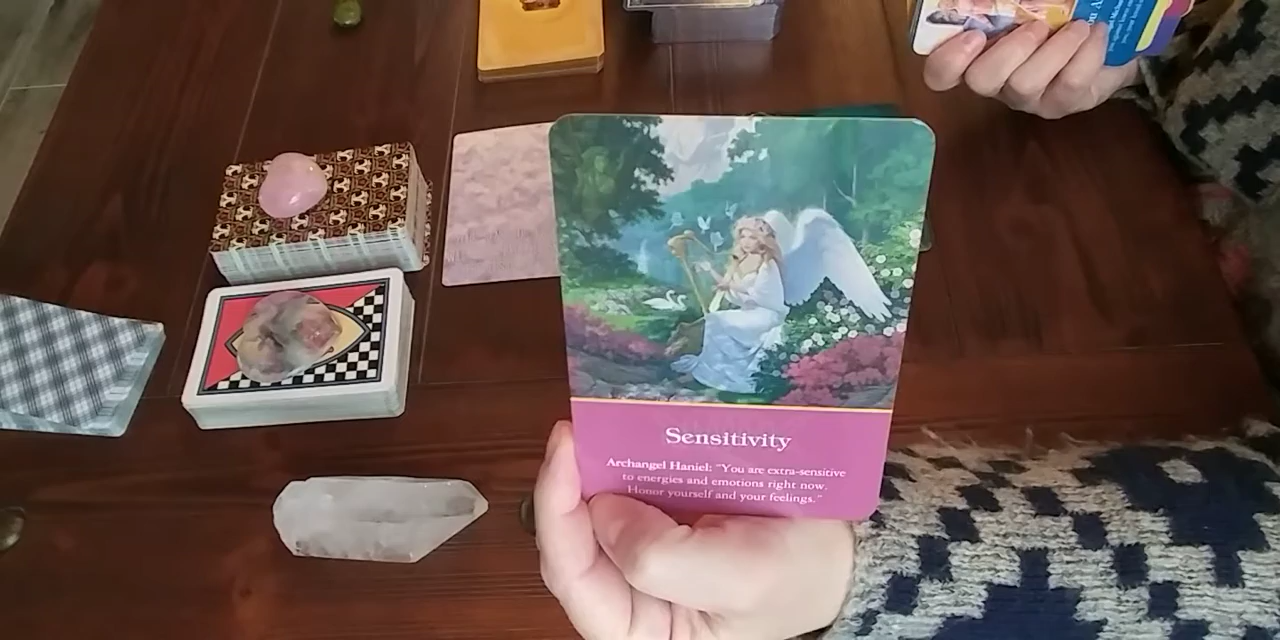 Sensitivity
Archangel Haniel: "You are extra-sensitive
to energies and emotions right now.
Honor yourself and your feelings."